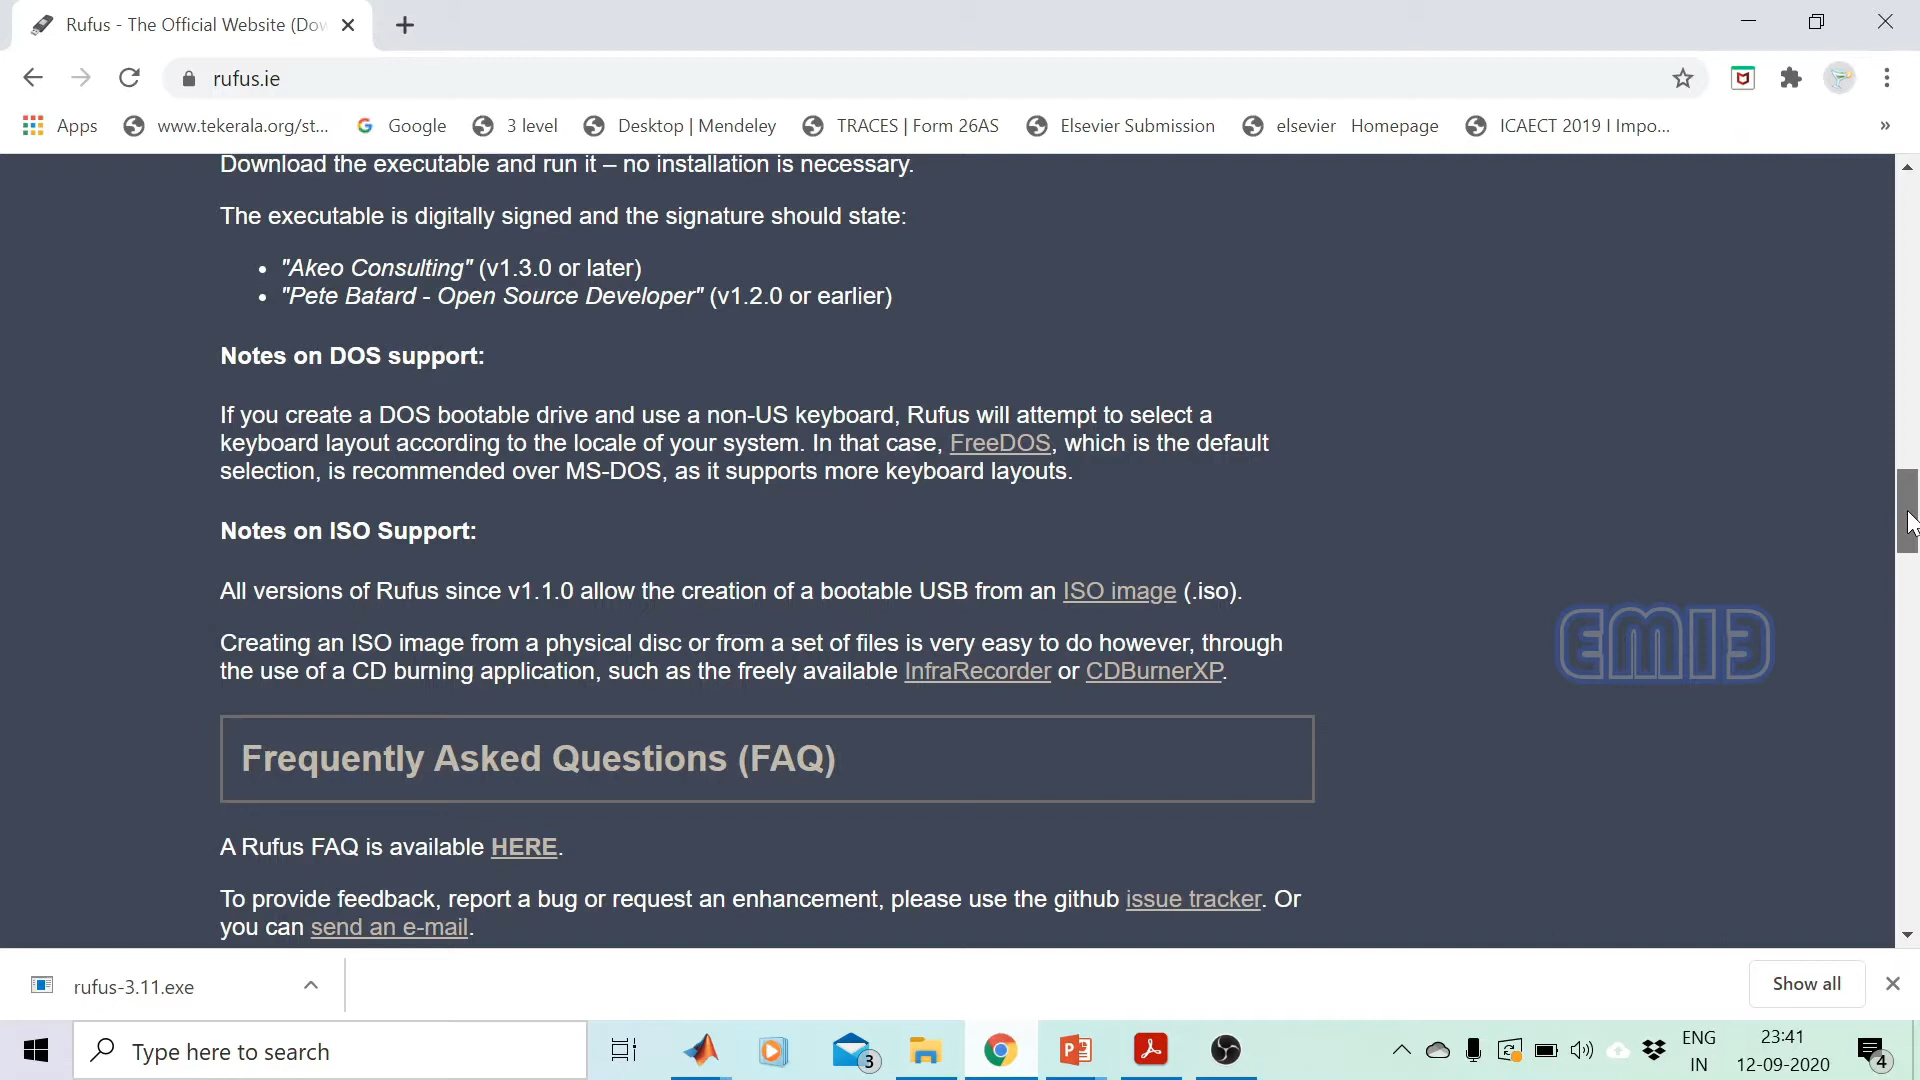 Rufus - The Official Website (Dow
rufus.ie
Apps www.tekerala.org/st... Google 3 level Desktop | Mendeley TRACES | Form 26AS Elsevier Submission elsevier Homepage ICAECT 2019 I Impo... »
Download the executable and run it – no installation is necessary.
The executable is digitally signed and the signature should state:
• "Akeo Consulting" (v1.3.0 or later)
• "Pete Batard - Open Source Developer" (v1.2.0 or earlier)
Notes on DOS support:
If you create a DOS bootable drive and use a non-US keyboard, Rufus will attempt to select a
keyboard layout according to the locale of your system. In that case, FreeDOS, which is the default
selection, is recommended over MS-DOS, as it supports more keyboard layouts.
Notes on ISO Support:
All versions of Rufus since v1.1.0 allow the creation of a bootable USB from an ISO image (.iso).
Creating an ISO image from a physical disc or from a set of files is very easy to do however, through
the use of a CD burning application, such as the freely available InfraRecorder or CDBurnerXP.
Frequently Asked Questions (FAQ)
A Rufus FAQ is available HERE.
To provide feedback, report a bug or request an enhancement, please use the github issue tracker. Or
you can send an e-mail.
rufus-3.11.exe
Show all
Type here to search
3
ENG
IN
23:41
12-09-2020
4